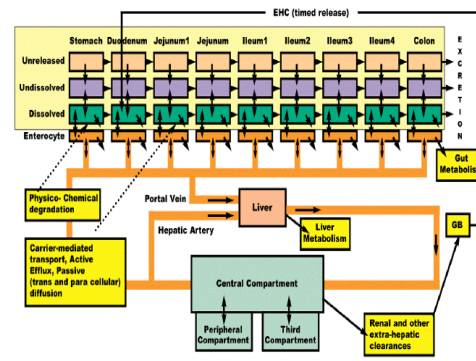 EHC (timed release)
Stomach Duodenum Jejunum1 Jejunum Ileum1 Ileum2 Ileum3 Ileum4 Colon
Unreleased
Undissolved
Dissolved
Enterocyte
EXCRETION
Gut
Metabolis
Physico- Chemical
degradation
Portal Vein
Liver
Hepatic Artery
Liver
Metabolism
GB
Carrier-mediated
transport, Active
Efflux, Passive
(trans and para cellular)
diffusion
Central Compartment
Peripheral
Compartment
Third
Compartment
Renal and other
extra-hepatic
clearances